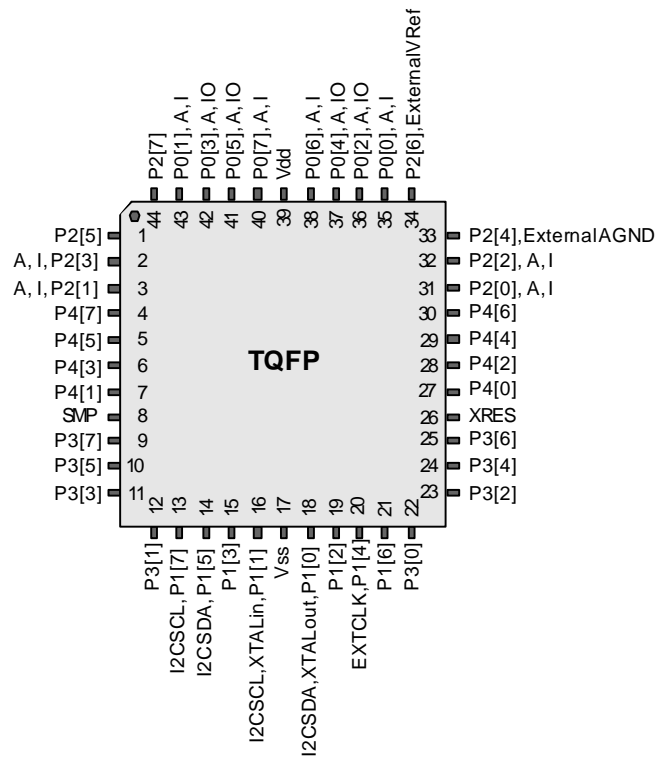 P2[7]
P0[1], A, I
P0[3], A, IO
P0[5], A, IO
P0[7], A, I
Vdd
P0[6], A, I
P0[4], A, IO
P0[2], A, IO
P0[0], A, I
P2[6], ExternalVRef
44
43
42
41
40
39
38
37
36
35
34
P2[5] 1
A, I, P2[3] 2
A, I, P2[1] 3
P4[7] 4
P4[5] 5
P4[3] 6
P4[1] 7
SMP 8
P3[7] 9
P3[5] 10
P3[3] 11
TQFP
33 P2[4], ExternalAGND
32 P2[2], A, I
31 P2[0], A, I
30 P4[6]
29 P4[4]
28 P4[2]
27 P4[0]
26 XRES
25 P3[6]
24 P3[4]
23 P3[2]
12
13
14
15
16
17
18
19
20
21
22
P3[1]
I2CSCL, P1[7]
I2CSDA, P1[5]
P1[3]
I2CSCL, XTALin, P1[1]
Vss
I2CSDA, XTALout, P1[0]
P1[2]
EXTCLK, P1[4]
P1[6]
P3[0]